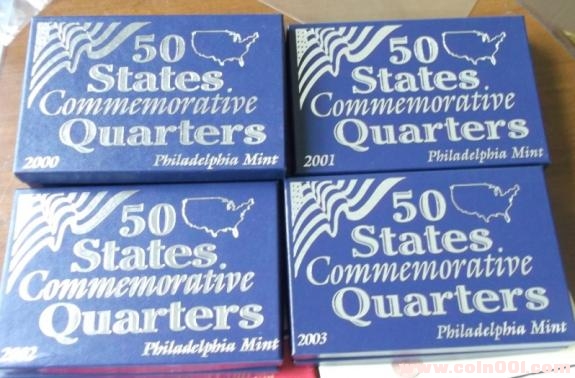 50
States
Commemorative
Quarters
2000 Philadelphia Mint
50
States
Commemorative
Quarters
2001 Philadelphia Mint
50
States
Commemorative
Quarters
2002 Philadelphia Mint
50
States
Commemorative
Quarters
2003 Philadelphia Mint
www.coin001.com